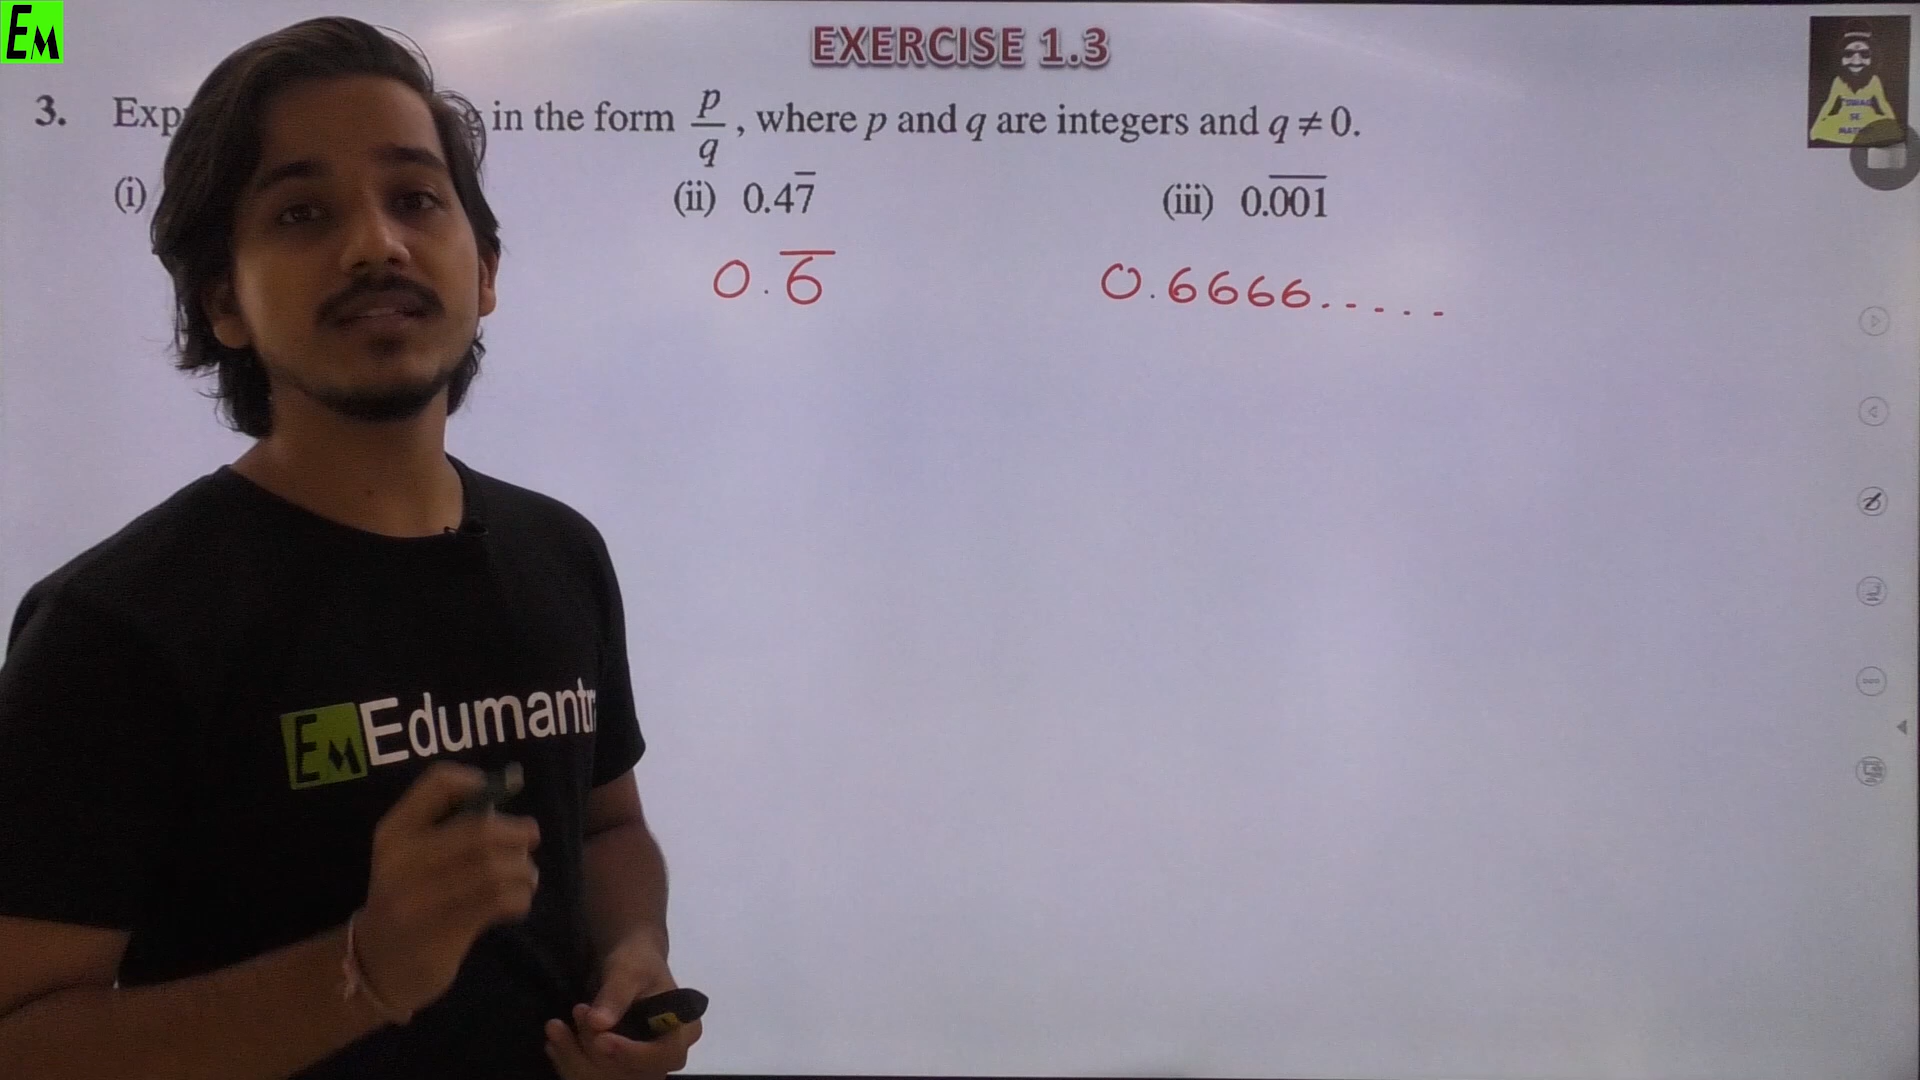 EM
EXERCISE 1.3
3. Exp in the form p/q, where p and q are integers and q ≠ 0.
(i) (ii) 0.47̅ (iii) 0.0̅0̅1̅
0.6̅ 0.6666.....
EM Edumantr